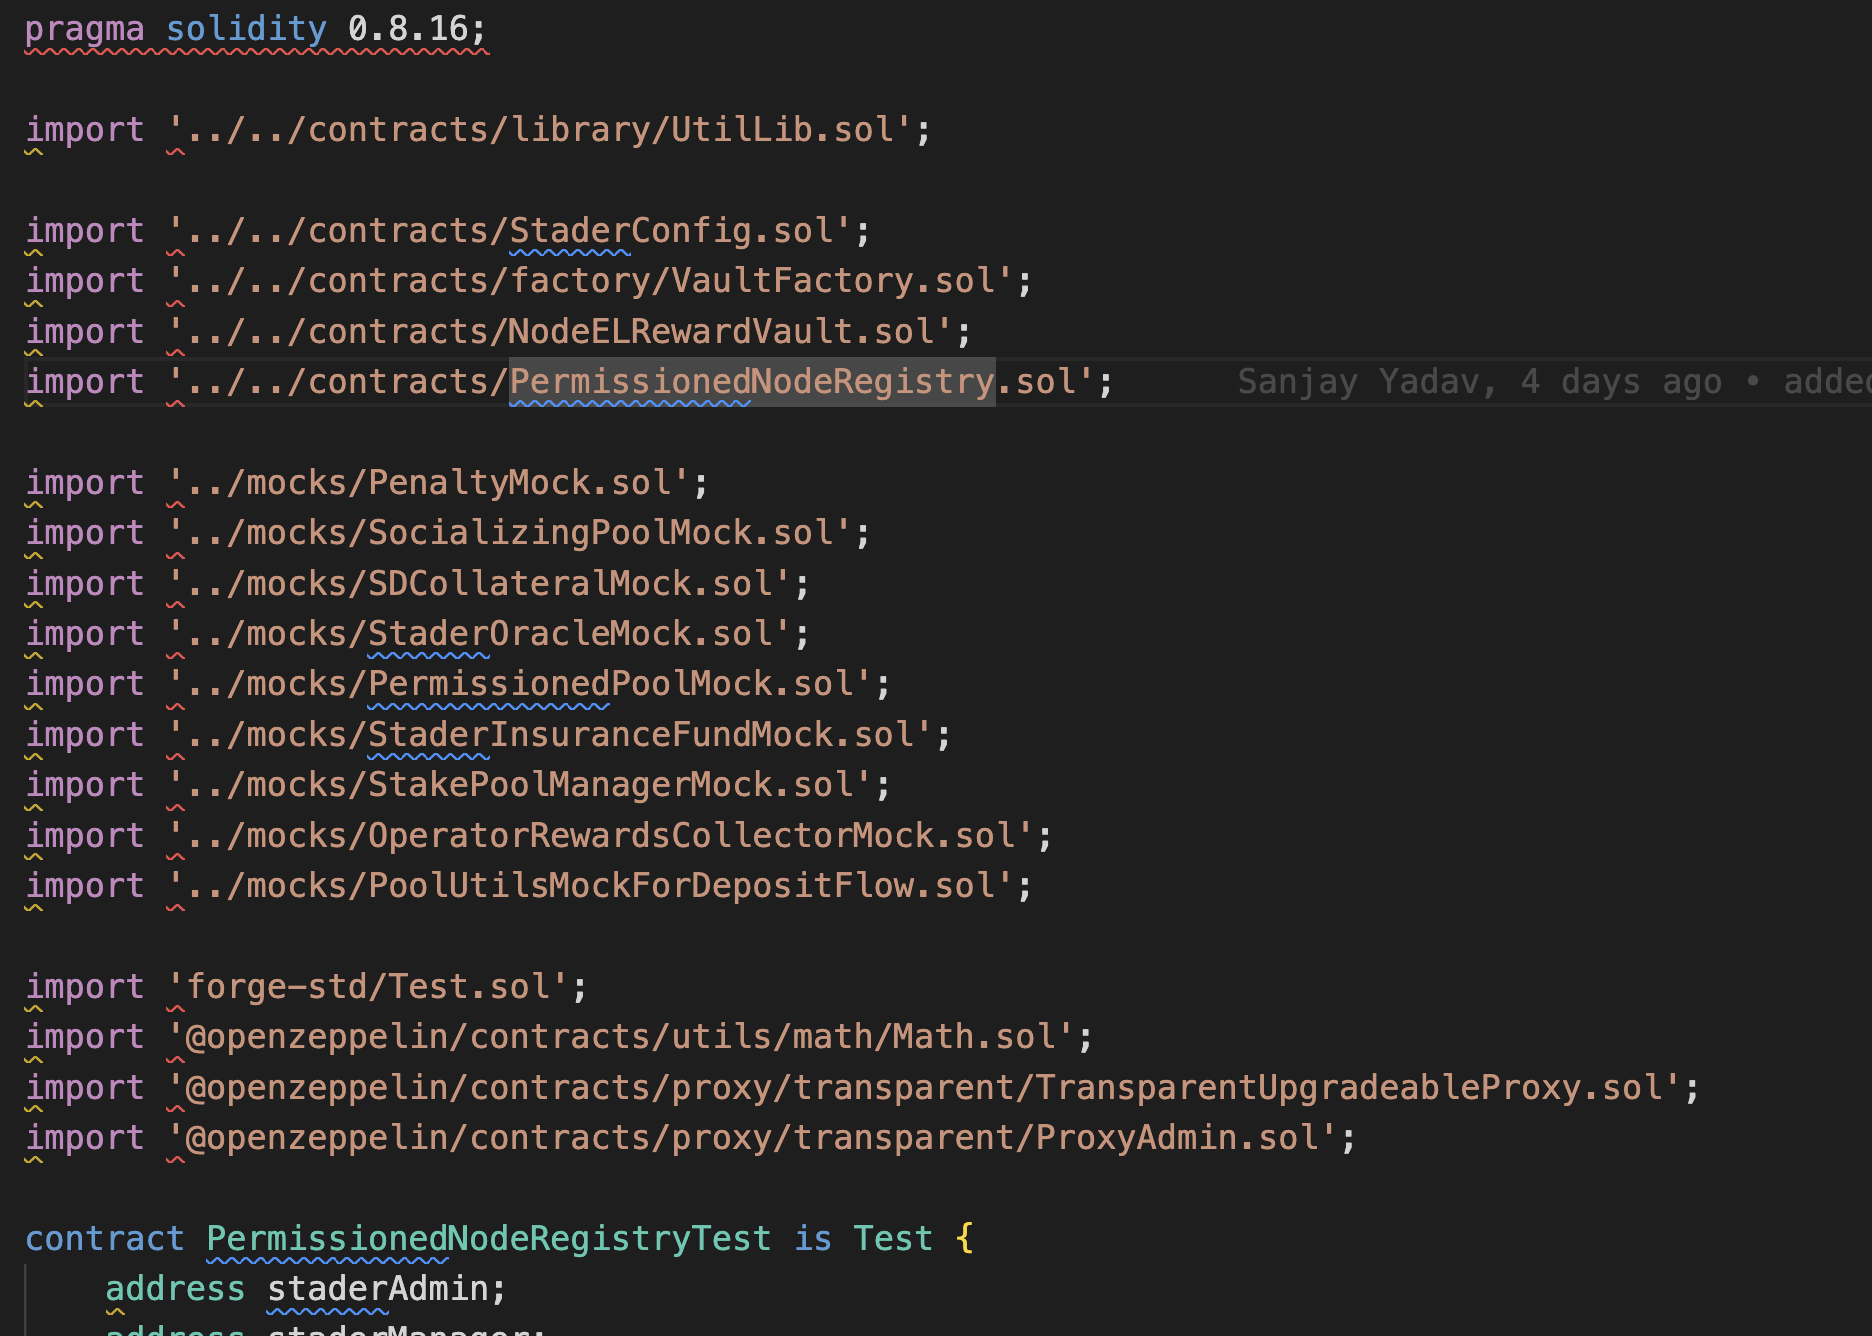 pragma solidity 0.8.16;
import '../../contracts/library/UtilLib.sol';
import '../../contracts/StaderConfig.sol';
import '../../contracts/factory/VaultFactory.sol';
import '../../contracts/NodeELRewardVault.sol';
import '../../contracts/PermissionedNodeRegistry.sol'; Sanjay Yadav, 4 days ago • added
import '../mocks/PenaltyMock.sol';
import '../mocks/SocializingPoolMock.sol';
import '../mocks/SDCollateralMock.sol';
import '../mocks/StaderOracleMock.sol';
import '../mocks/PermissionedPoolMock.sol';
import '../mocks/StaderInsuranceFundMock.sol';
import '../mocks/StakePoolManagerMock.sol';
import '../mocks/OperatorRewardsCollectorMock.sol';
import '../mocks/PoolUtilsMockForDepositFlow.sol';
import 'forge-std/Test.sol';
import '@openzeppelin/contracts/utils/math/Math.sol';
import '@openzeppelin/contracts/proxy/transparent/TransparentUpgradeableProxy.sol';
import '@openzeppelin/contracts/proxy/transparent/ProxyAdmin.sol';
contract PermissionedNodeRegistryTest is Test {
address staderAdmin;
address staderManager;